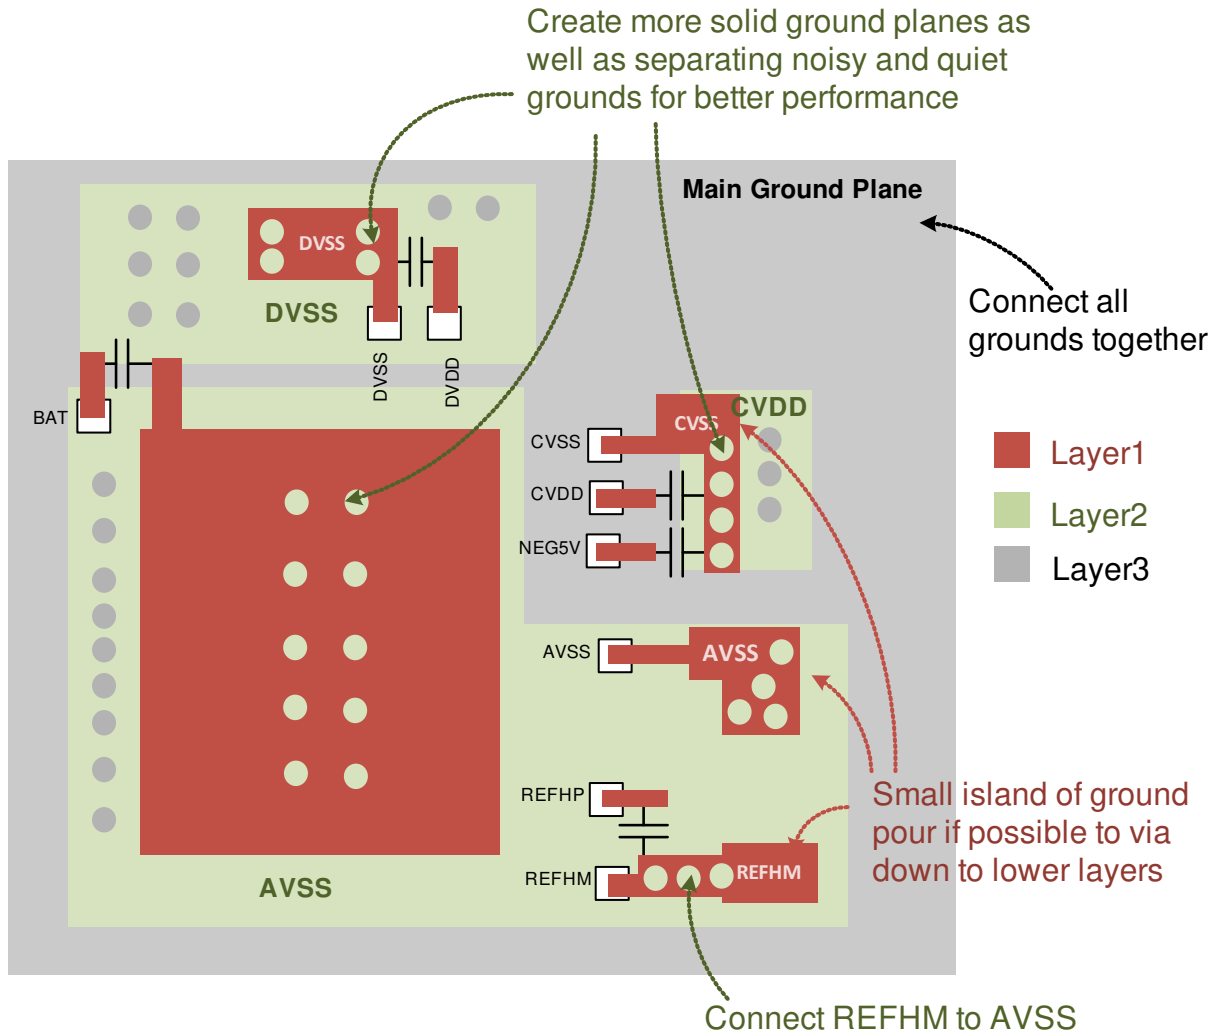 Create more solid ground planes as
well as separating noisy and quiet
grounds for better performance
Main Ground Plane
Connect all
grounds together
DVSS
DVSS
DVSS
DVDD
BAT
CVDD
CVSS
CVSS
CVDD
NEG5V
Layer1
Layer2
Layer3
AVSS
AVSS
REFHP
REFHM
REFHM
AVSS
Small island of ground
pour if possible to via
down to lower layers
Connect REFHM to AVSS